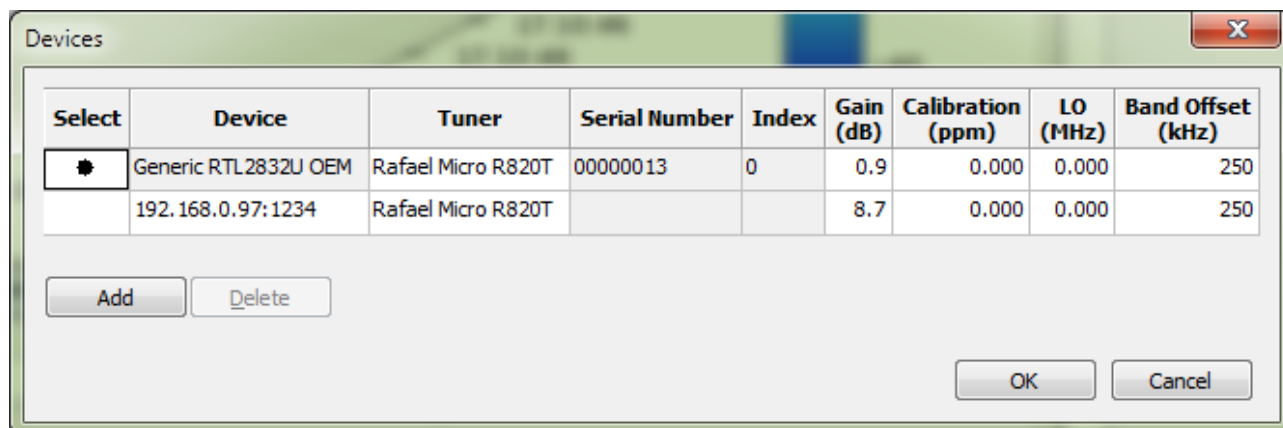 Devices
Select Device Tuner Serial Number Index Gain (dB) Calibration (ppm) LO (MHz) Band Offset (kHz)
Generic RTL2832U OEM Rafael Micro R820T 00000013 0 0.9 0.000 0.000 250
192.168.0.97:1234 Rafael Micro R820T 8.7 0.000 0.000 250
Add Delete
OK Cancel